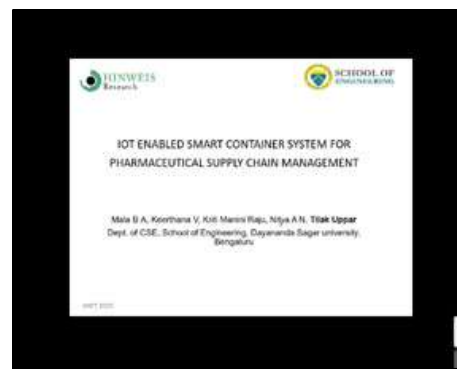 HINWEIS
Research
SCHOOL OF
ENGINEERING
IOT ENABLED SMART CONTAINER SYSTEM FOR
PHARMACEUTICAL SUPPLY CHAIN MANAGEMENT
Mala B A, Keerthana V, Kriti Manini Raju, Nitya A N, Tilak Uppar
Dept. of CSE, School of Engineering, Dayananda Sagar university,
Bengaluru